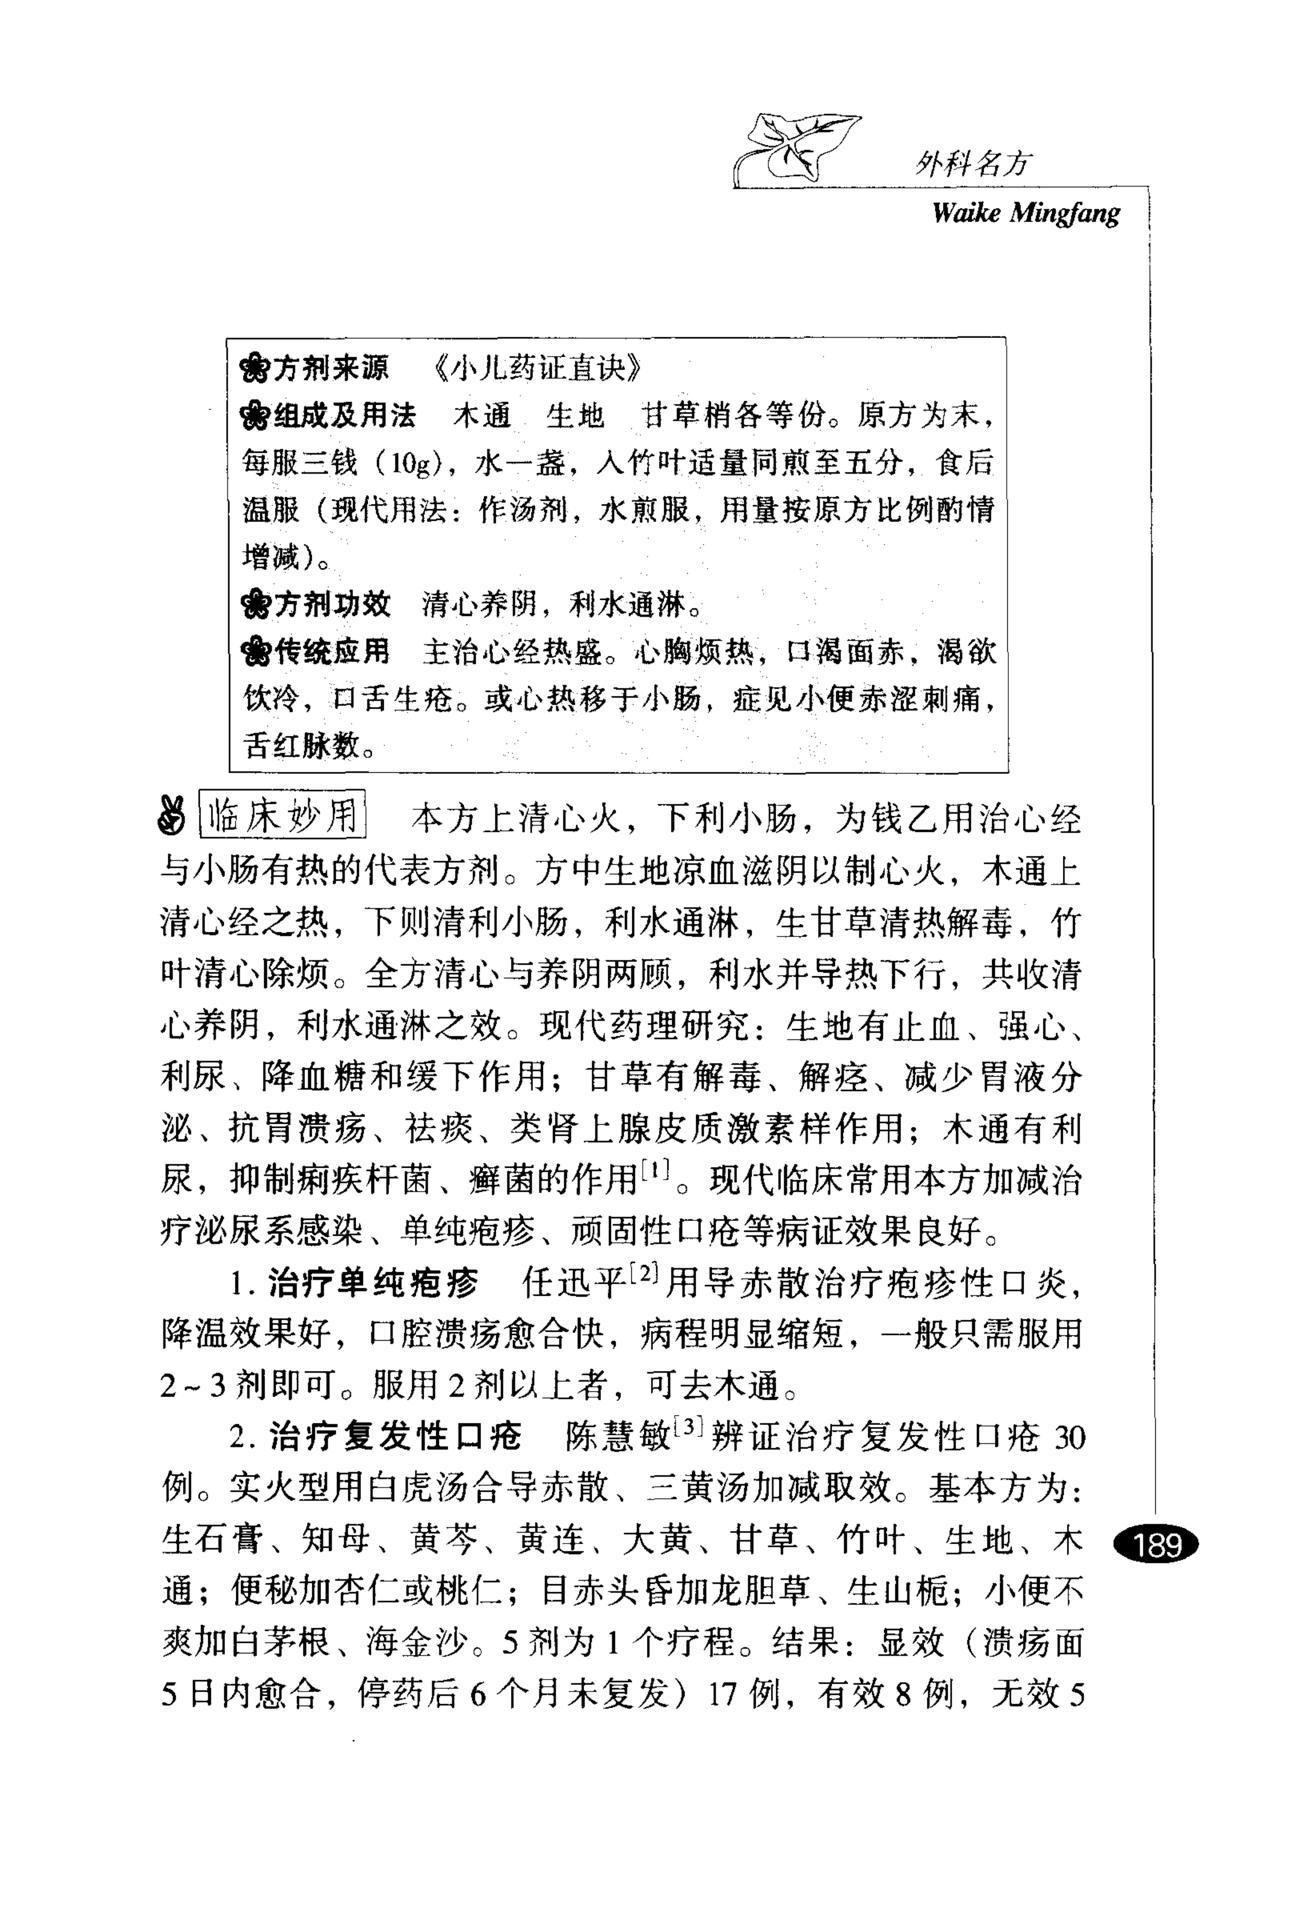 外科名方
Waike Mingfang
方剂来源 《小儿药证直诀》
组成及用法 木通 生地 甘草梢各等份。原方为末，
每服三钱（10g），水一盏，入竹叶适量同煎至五分，食后
温服（现代用法：作汤剂，水煎服，用量按原方比例酌情
增减）。
方剂功效 清心养阴，利水通淋。
传统应用 主治心经热盛。心胸烦热，口渴面赤，渴欲
饮冷，口舌生疮。或心热移于小肠，症见小便赤涩刺痛，
舌红脉数。
临床妙用 本方上清心火，下利小肠，为钱乙用治心经
与小肠有热的代表方剂。方中生地凉血滋阴以制心火，木通上
清心经之热，下则清利小肠，利水通淋，生甘草清热解毒，竹
叶清心除烦。全方清心与养阴两顾，利水并导热下行，共收清
心养阴，利水通淋之效。现代药理研究：生地有止血、强心、
利尿、降血糖和缓下作用；甘草有解毒、解痉、减少胃液分
泌、抗胃溃疡、祛痰、类肾上腺皮质激素样作用；木通有利
尿，抑制痢疾杆菌、癣菌的作用[1]。现代临床常用本方加减治
疗泌尿系感染、单纯疱疹、顽固性口疮等病证效果良好。
1. 治疗单纯疱疹 任迅平[2]用导赤散治疗疱疹性口炎，
降温效果好，口腔溃疡愈合快，病程明显缩短，一般只需服用
2~3剂即可。服用2剂以上者，可去木通。
2. 治疗复发性口疮 陈慧敏[3]辨证治疗复发性口疮 30
例。实火型用白虎汤合导赤散、三黄汤加减取效。基本方为：
生石膏、知母、黄芩、黄连、大黄、甘草、竹叶、生地、木
通；便秘加杏仁或桃仁；目赤头昏加龙胆草、生山栀；小便不
爽加白茅根、海金沙。5剂为1个疗程。结果：显效（溃疡面
5日内愈合，停药后6个月未复发）17例，有效8例，无效5
189